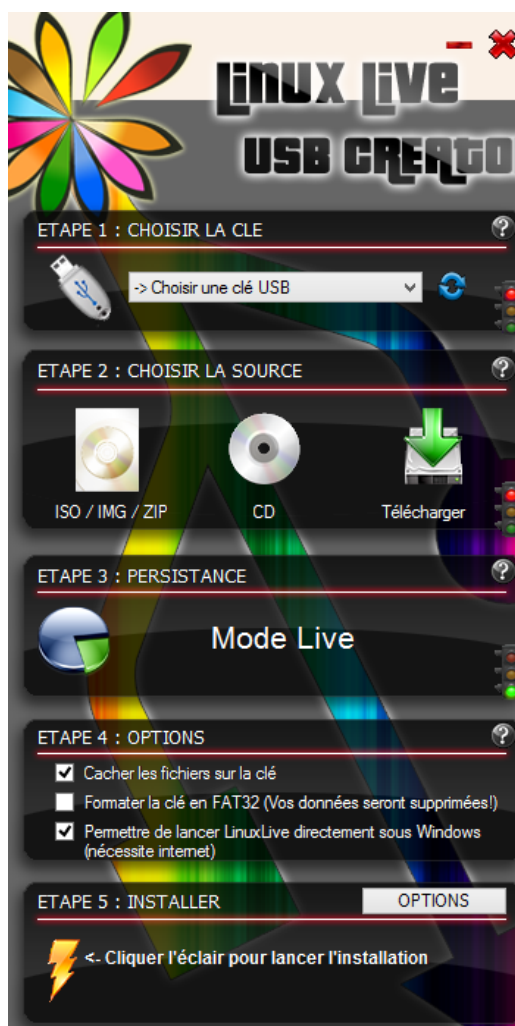 LINUX LIVE
USB CREATO
ETAPE 1 : CHOISIR LA CLE
?
-> Choisir une clé USB
ETAPE 2 : CHOISIR LA SOURCE
?
ISO / IMG / ZIP
CD
Télécharger
ETAPE 3 : PERSISTANCE
?
Mode Live
ETAPE 4 : OPTIONS
?
Cacher les fichiers sur la clé
Formater la clé en FAT32 (Vos données seront supprimées!)
Permettre de lancer LinuxLive directement sous Windows
(nécessite internet)
ETAPE 5 : INSTALLER
OPTIONS
<- Cliquer l'éclair pour lancer l'installation